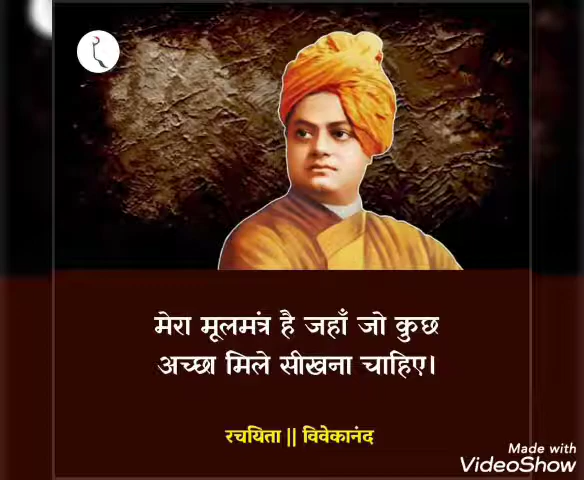 मेरा मूलमंत्र है जहाँ जो कुछ
अच्छा मिले सीखना चाहिए।
रचयिता || विवेकानंद
Made with
VideoShow